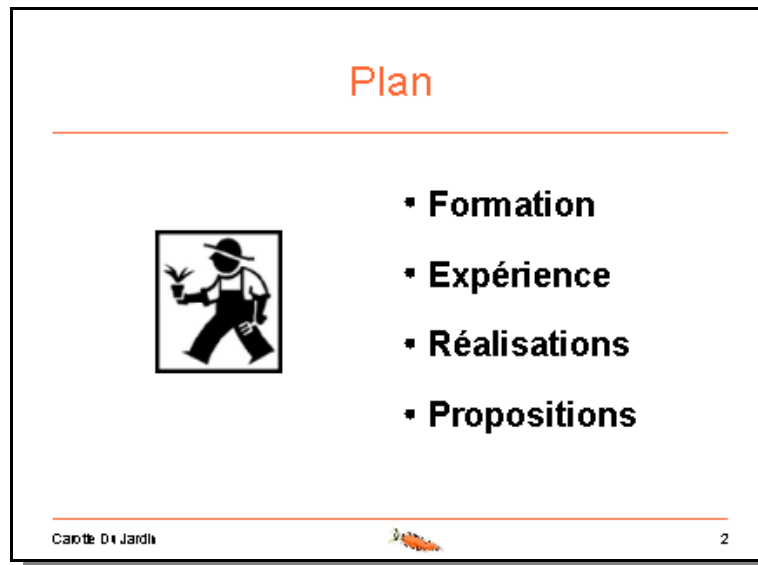 Plan
▪ Formation
▪ Expérience
▪ Réalisations
▪ Propositions
Carotte Du Jardin
2